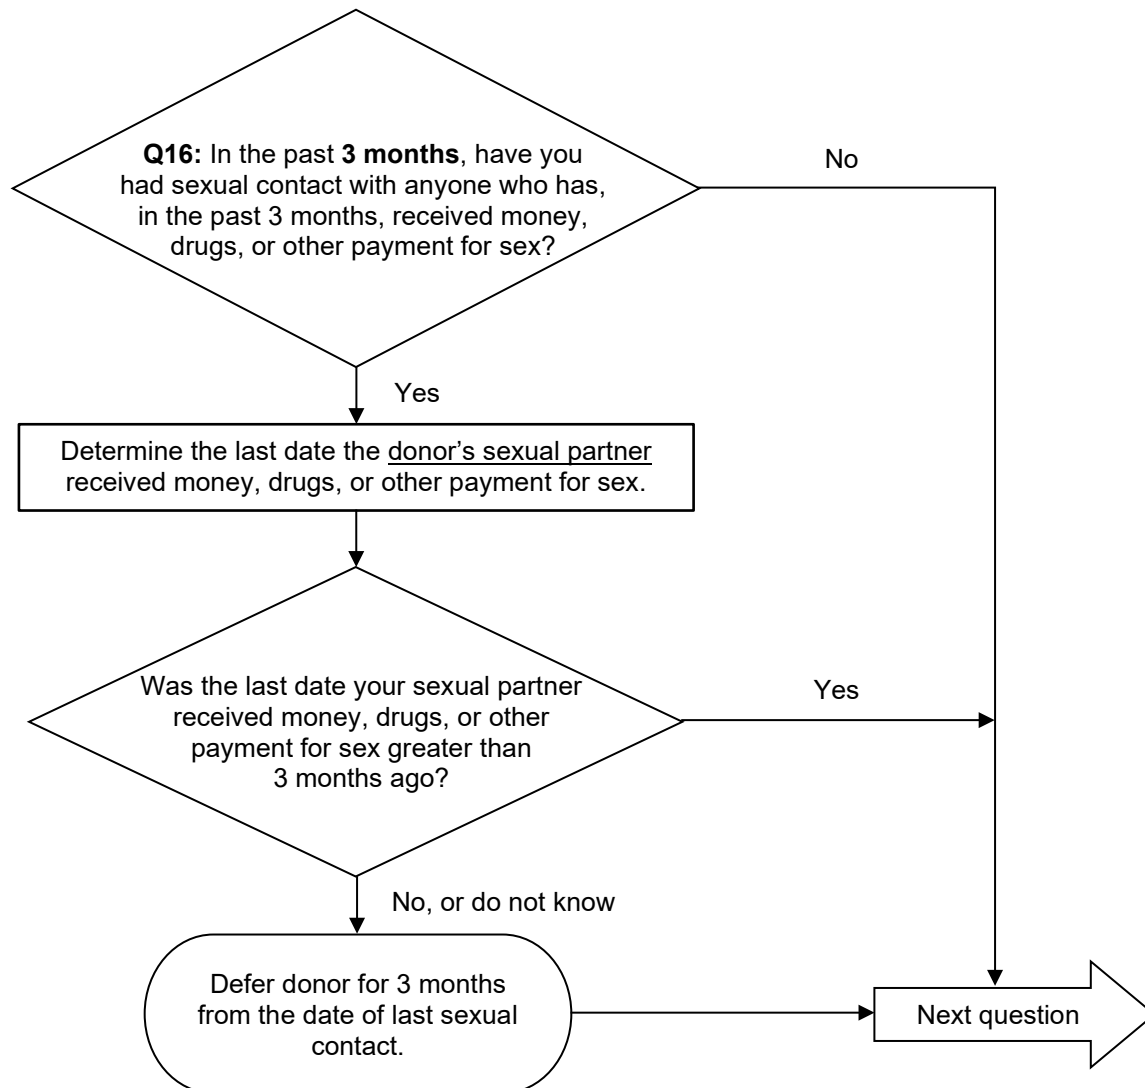 Q16: In the past 3 months, have you
had sexual contact with anyone who has,
in the past 3 months, received money,
drugs, or other payment for sex?
No
Yes
Determine the last date the donor’s sexual partner
received money, drugs, or other payment for sex.
Was the last date your sexual partner
received money, drugs, or other
payment for sex greater than
3 months ago?
Yes
No, or do not know
Defer donor for 3 months
from the date of last sexual
contact.
Next question